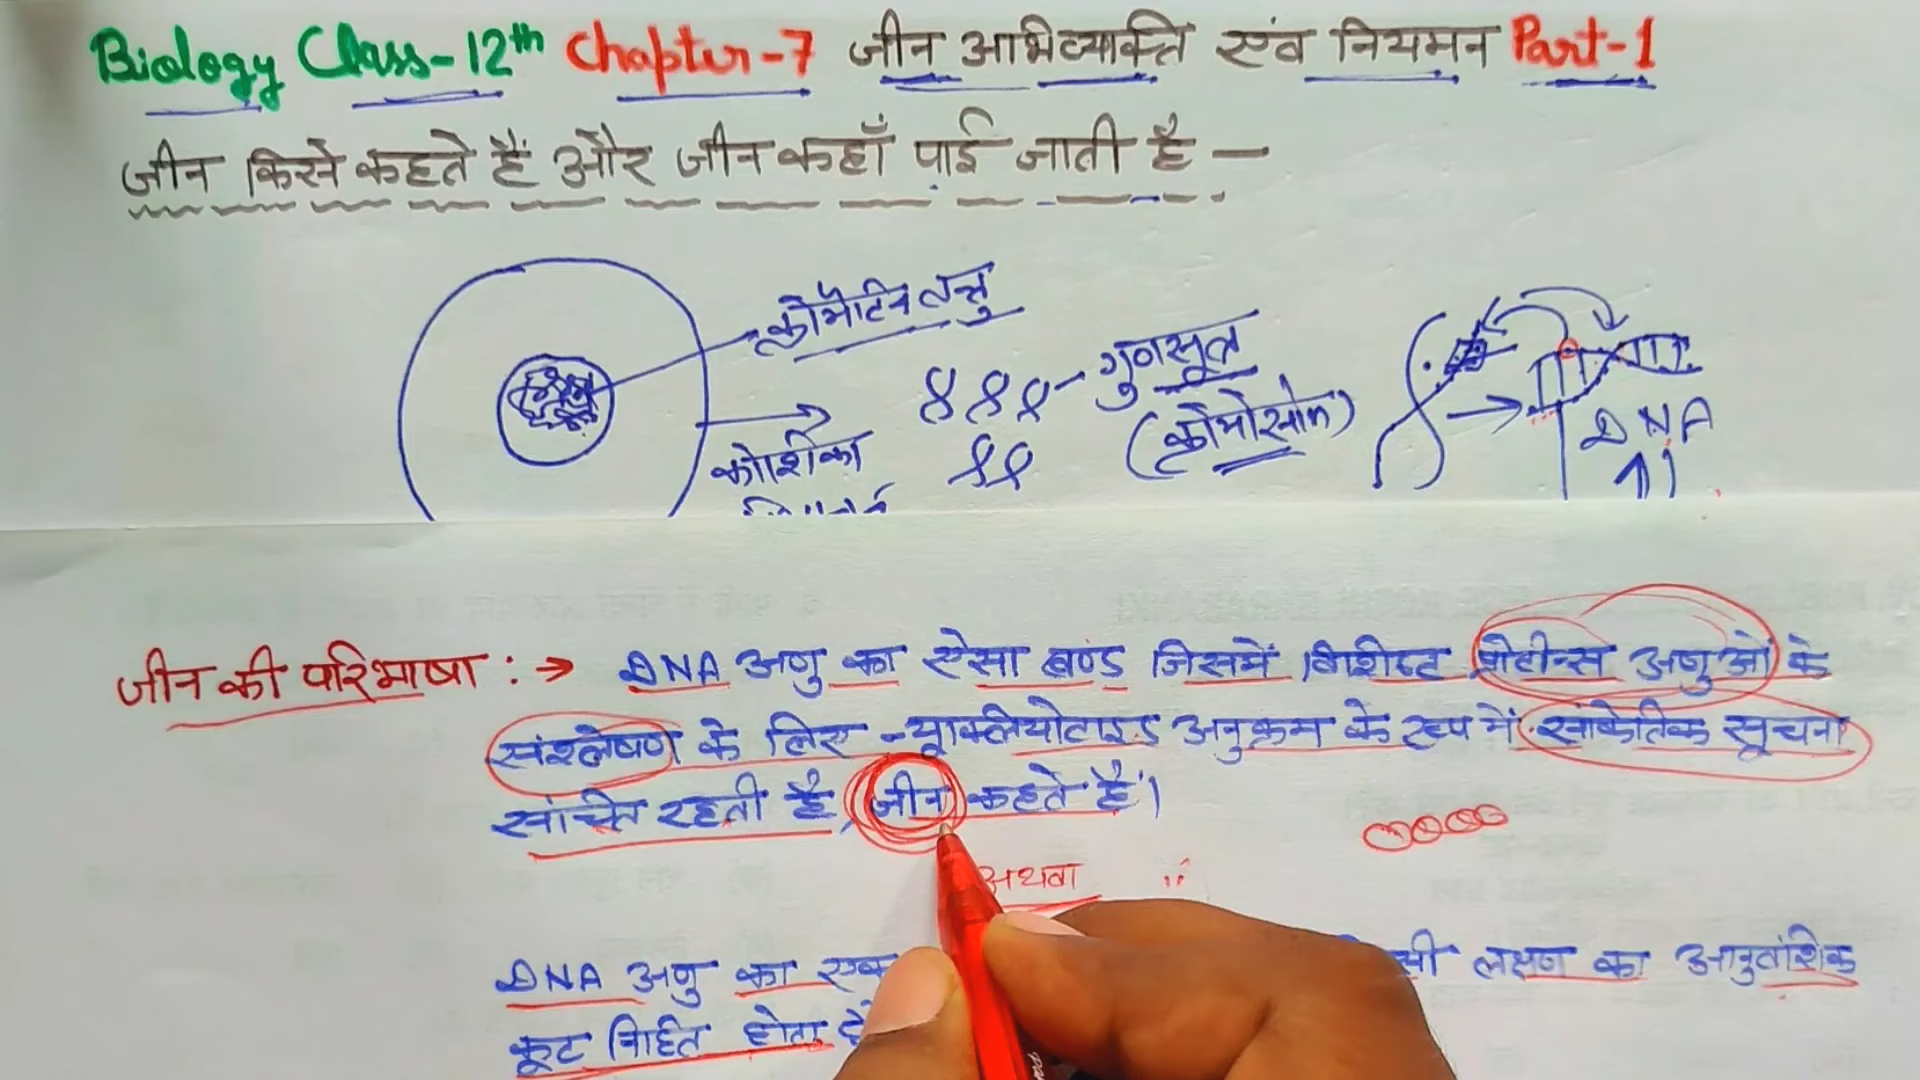 Biology Class-12th Chapter-7 जीन अभिव्यक्ति एंव नियमन Part-1
जीन किसे कहते हैं और जीन कहाँ पाई जाती है —
क्रोमैटिन तन्तु
गुणसूत्र
(क्रोमोसोम)
कोशिका
DNA
जीन की परिभाषा :→ DNA अणु का ऐसा खण्ड जिसमें विशिष्ट प्रोटीन्स अणुओं के
संश्लेषण के लिए न्यूक्लियोटाइड अनुक्रम के रूप में सांकेतिक सूचना
संचित रहती है, जीन कहते हैं।
अथवा
DNA अणु का एक लक्षण का आनुवांशिक
कूट निहित होता